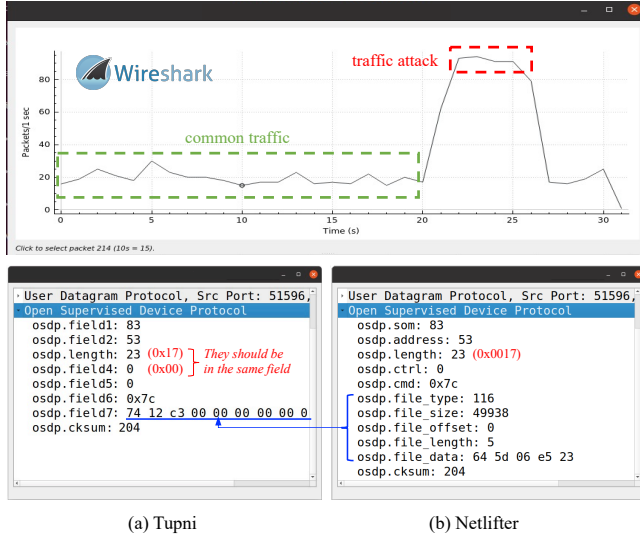 Wireshark
traffic attack
common traffic
Packets/1 sec
80
60
40
20
0
0 5 10 15 20 25 30
Time (s)
Click to select packet 214 (10s = 15).
User Datagram Protocol, Src Port: 51596,
Open Supervised Device Protocol
osdp.field1: 83
osdp.field2: 53
osdp.length: 23 (0x17)
osdp.field4: 0 (0x00)
They should be
in the same field
osdp.field5: 0
osdp.field6: 0x7c
osdp.field7: 74 12 c3 00 00 00 00 00 0
osdp.cksum: 204
User Datagram Protocol, Src Port: 51596,
Open Supervised Device Protocol
osdp.som: 83
osdp.address: 53
osdp.length: 23 (0x0017)
osdp.ctrl: 0
osdp.cmd: 0x7c
osdp.file_type: 116
osdp.file_size: 49938
osdp.file_offset: 0
osdp.file_length: 5
osdp.file_data: 64 5d 06 e5 23
osdp.cksum: 204
(a) Tupni
(b) Netlifter